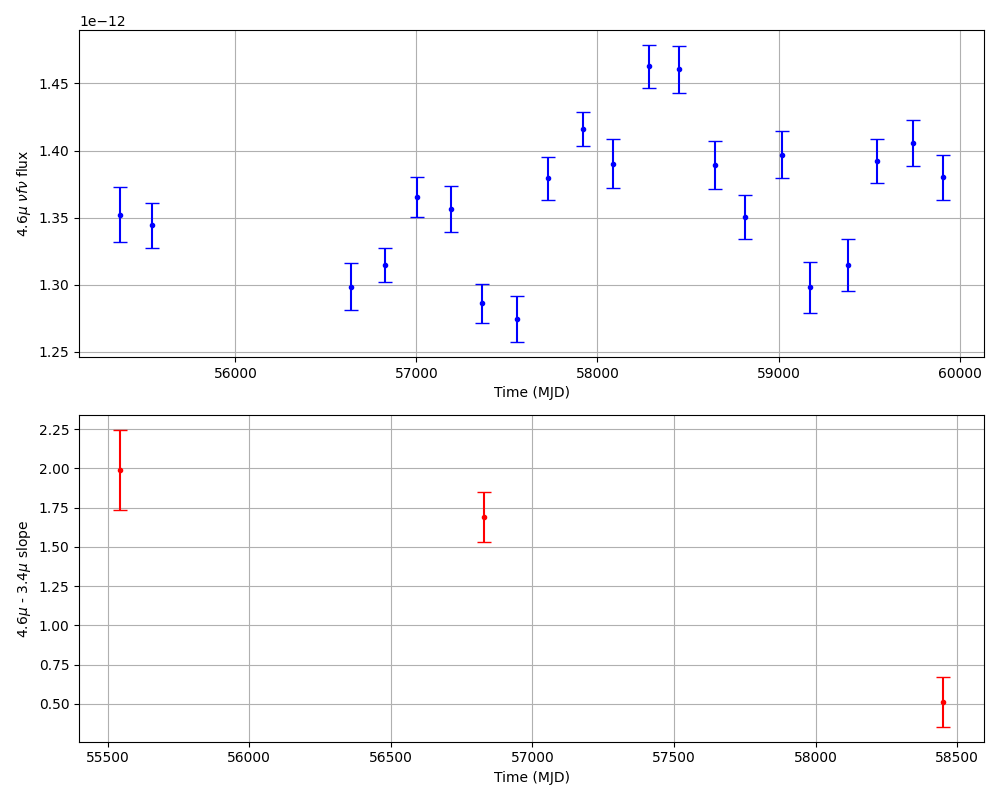 1e−12
4.6μ νfν flux
1.45
1.40
1.35
1.30
1.25
56000 57000 58000 59000 60000
Time (MJD)
4.6μ - 3.4μ slope
2.25
2.00
1.75
1.50
1.25
1.00
0.75
0.50
55500 56000 56500 57000 57500 58000 58500
Time (MJD)